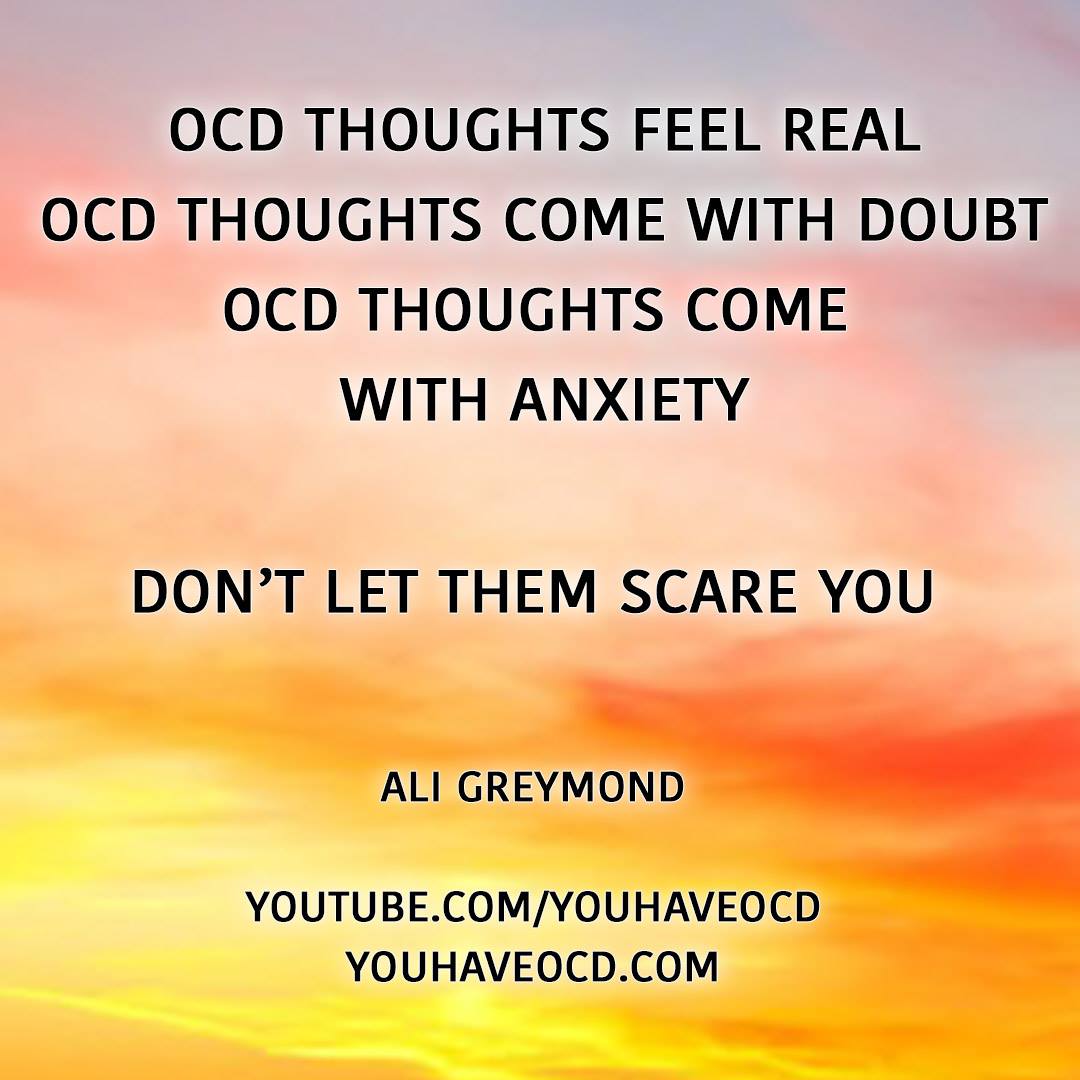 OCD THOUGHTS FEEL REAL
OCD THOUGHTS COME WITH DOUBT
OCD THOUGHTS COME
WITH ANXIETY
DON'T LET THEM SCARE YOU
ALI GREYMOND
YOUTUBE.COM/YOUHAVEOCD
YOUHAVEOCD.COM